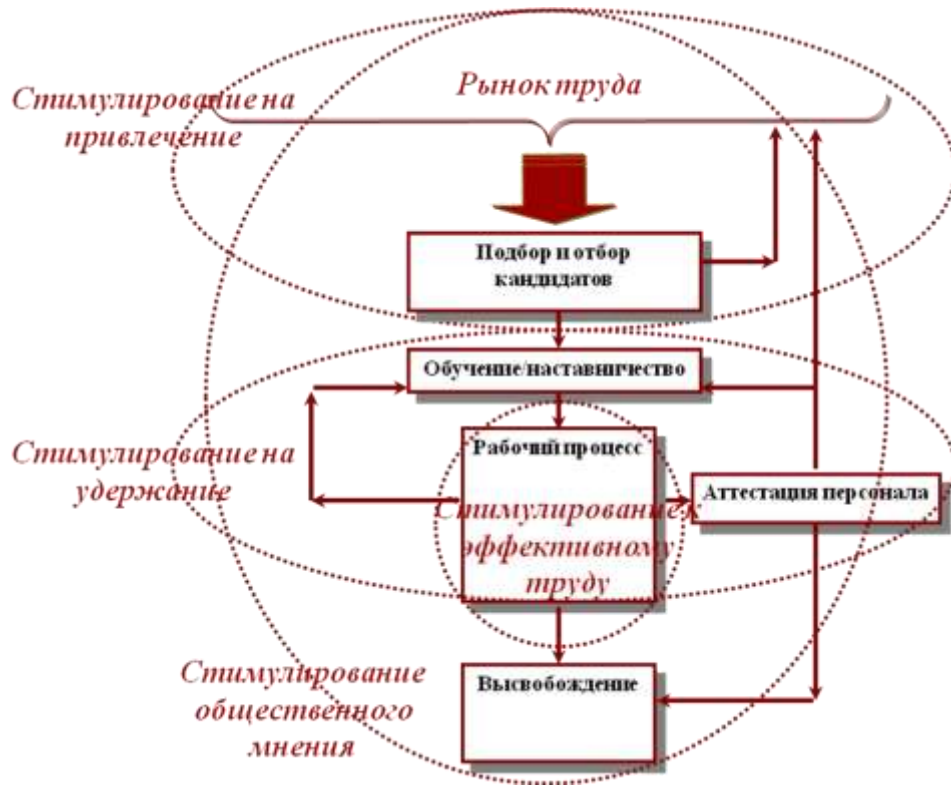 Рынок труда
Стимулирование на
привлечение
Подбор и отбор
кандидатов
Обучение/наставничество
Рабочий процесс
Стимулирование на
удержание
Аттестация персонала
Стимулирование к
эффективному
труду
Стимулирование
общественного
мнения
Высвобождение